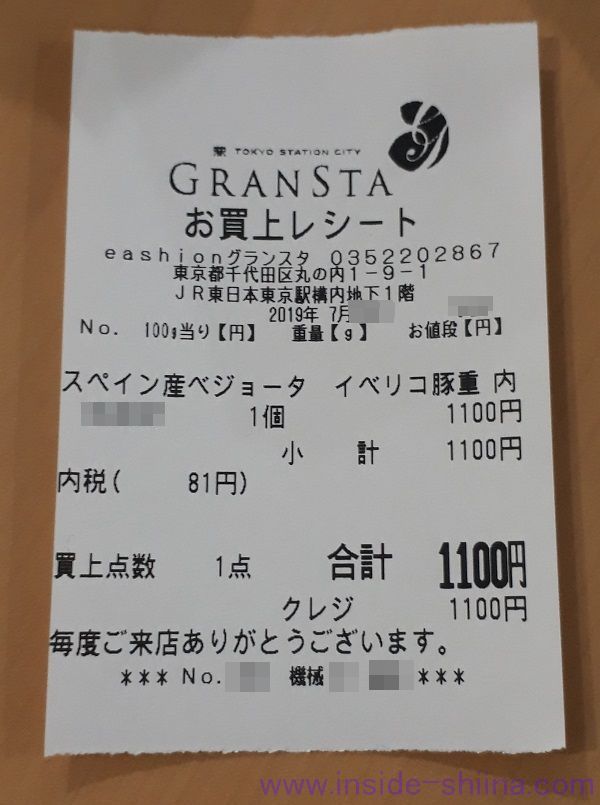 TOKYO STATION CITY
GRANSTA
お買上レシート
eashionグランスタ 0352202867
東京都千代田区丸の内1-9-1
JR東日本東京駅構内地下1階
2019年 7月
No. 100g当り【円】 重量【g】 お値段【円】
スペイン産ベジョータ イベリコ豚重 内
1個 1100円
小 計 1100円
内税( 81円)
買上点数 1点 合計 1100円
クレジ 1100円
毎度ご来店ありがとうございます。
*** No. 機械 ***
www.inside-shiina.com